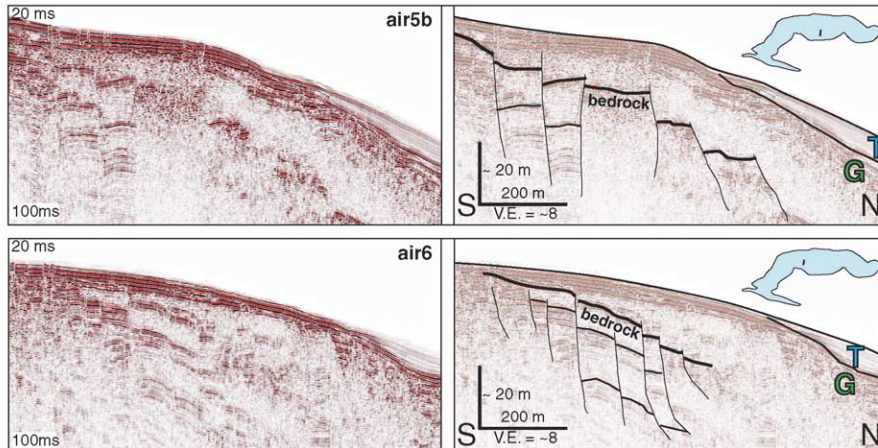 20 ms
air5b
100ms
bedrock
~ 20 m
200 m
V.E. = ~8
S
N
T
G
20 ms
air6
100ms
bedrock
~ 20 m
200 m
V.E. = ~8
S
N
T
G